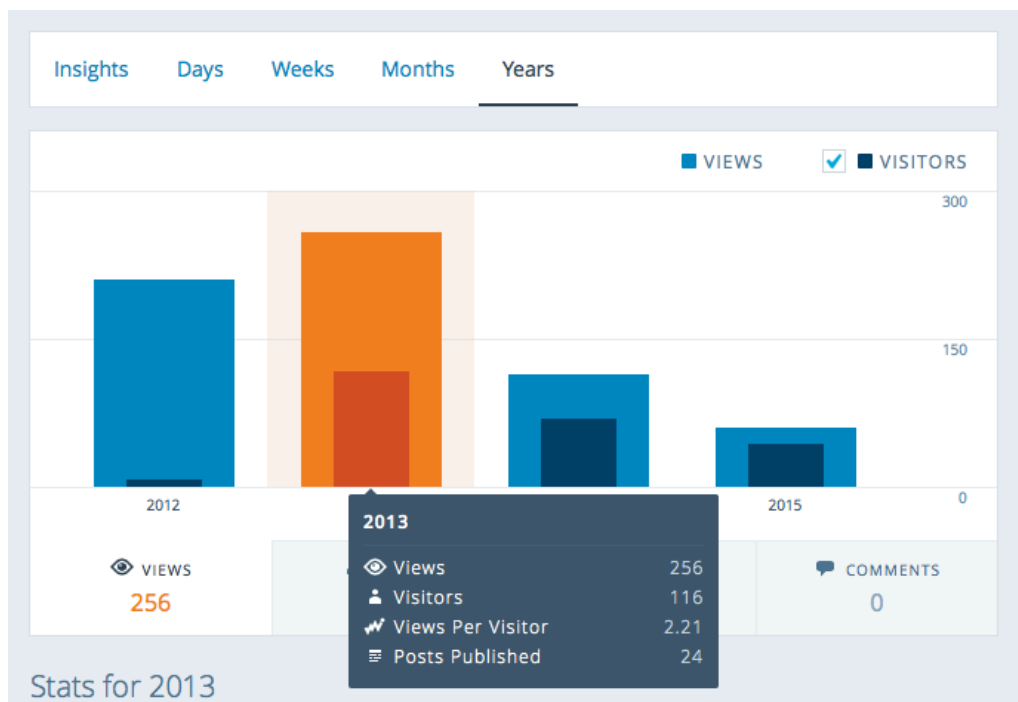 Insights Days Weeks Months Years
VIEWS VISITORS
300
150
0
2012 2015
2013
Views 256
Visitors 116
Views Per Visitor 2.21
Posts Published 24
VIEWS
256
COMMENTS
0
Stats for 2013